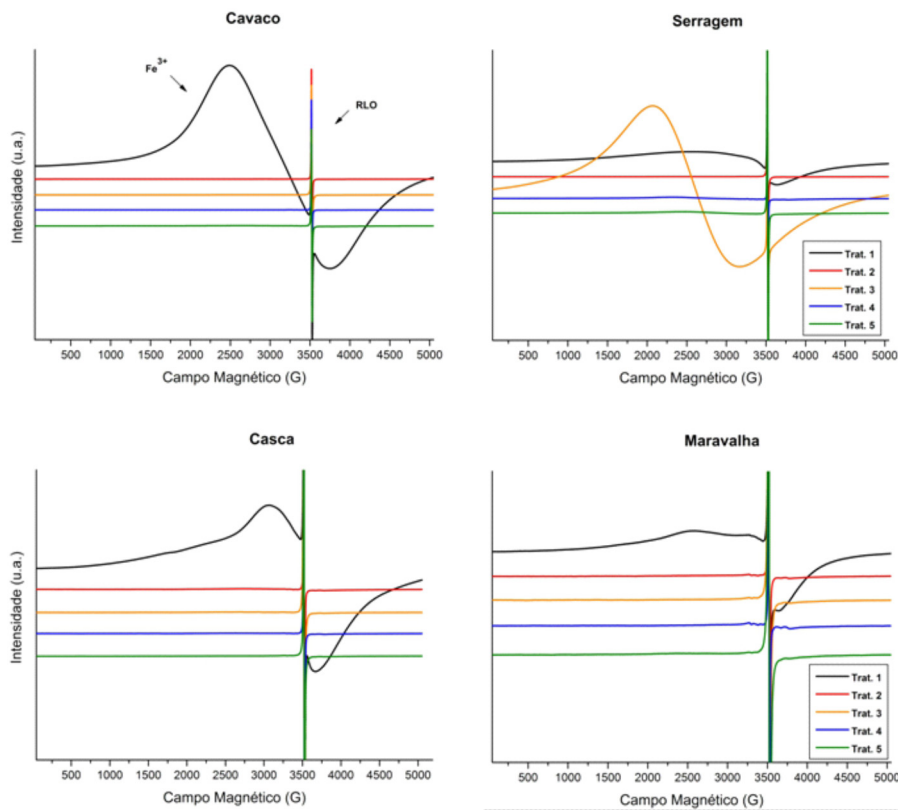 Cavaco
Fe3+
RLO
Intensidade (u.a.)
500 1000 1500 2000 2500 3000 3500 4000 4500 5000
Campo Magnético (G)
Serragem
Trat. 1
Trat. 2
Trat. 3
Trat. 4
Trat. 5
500 1000 1500 2000 2500 3000 3500 4000 4500 5000
Campo Magnético (G)
Casca
Intensidade (u.a.)
500 1000 1500 2000 2500 3000 3500 4000 4500 5000
Campo Magnético (G)
Maravalha
Trat. 1
Trat. 2
Trat. 3
Trat. 4
Trat. 5
500 1000 1500 2000 2500 3000 3500 4000 4500 5000
Campo Magnético (G)